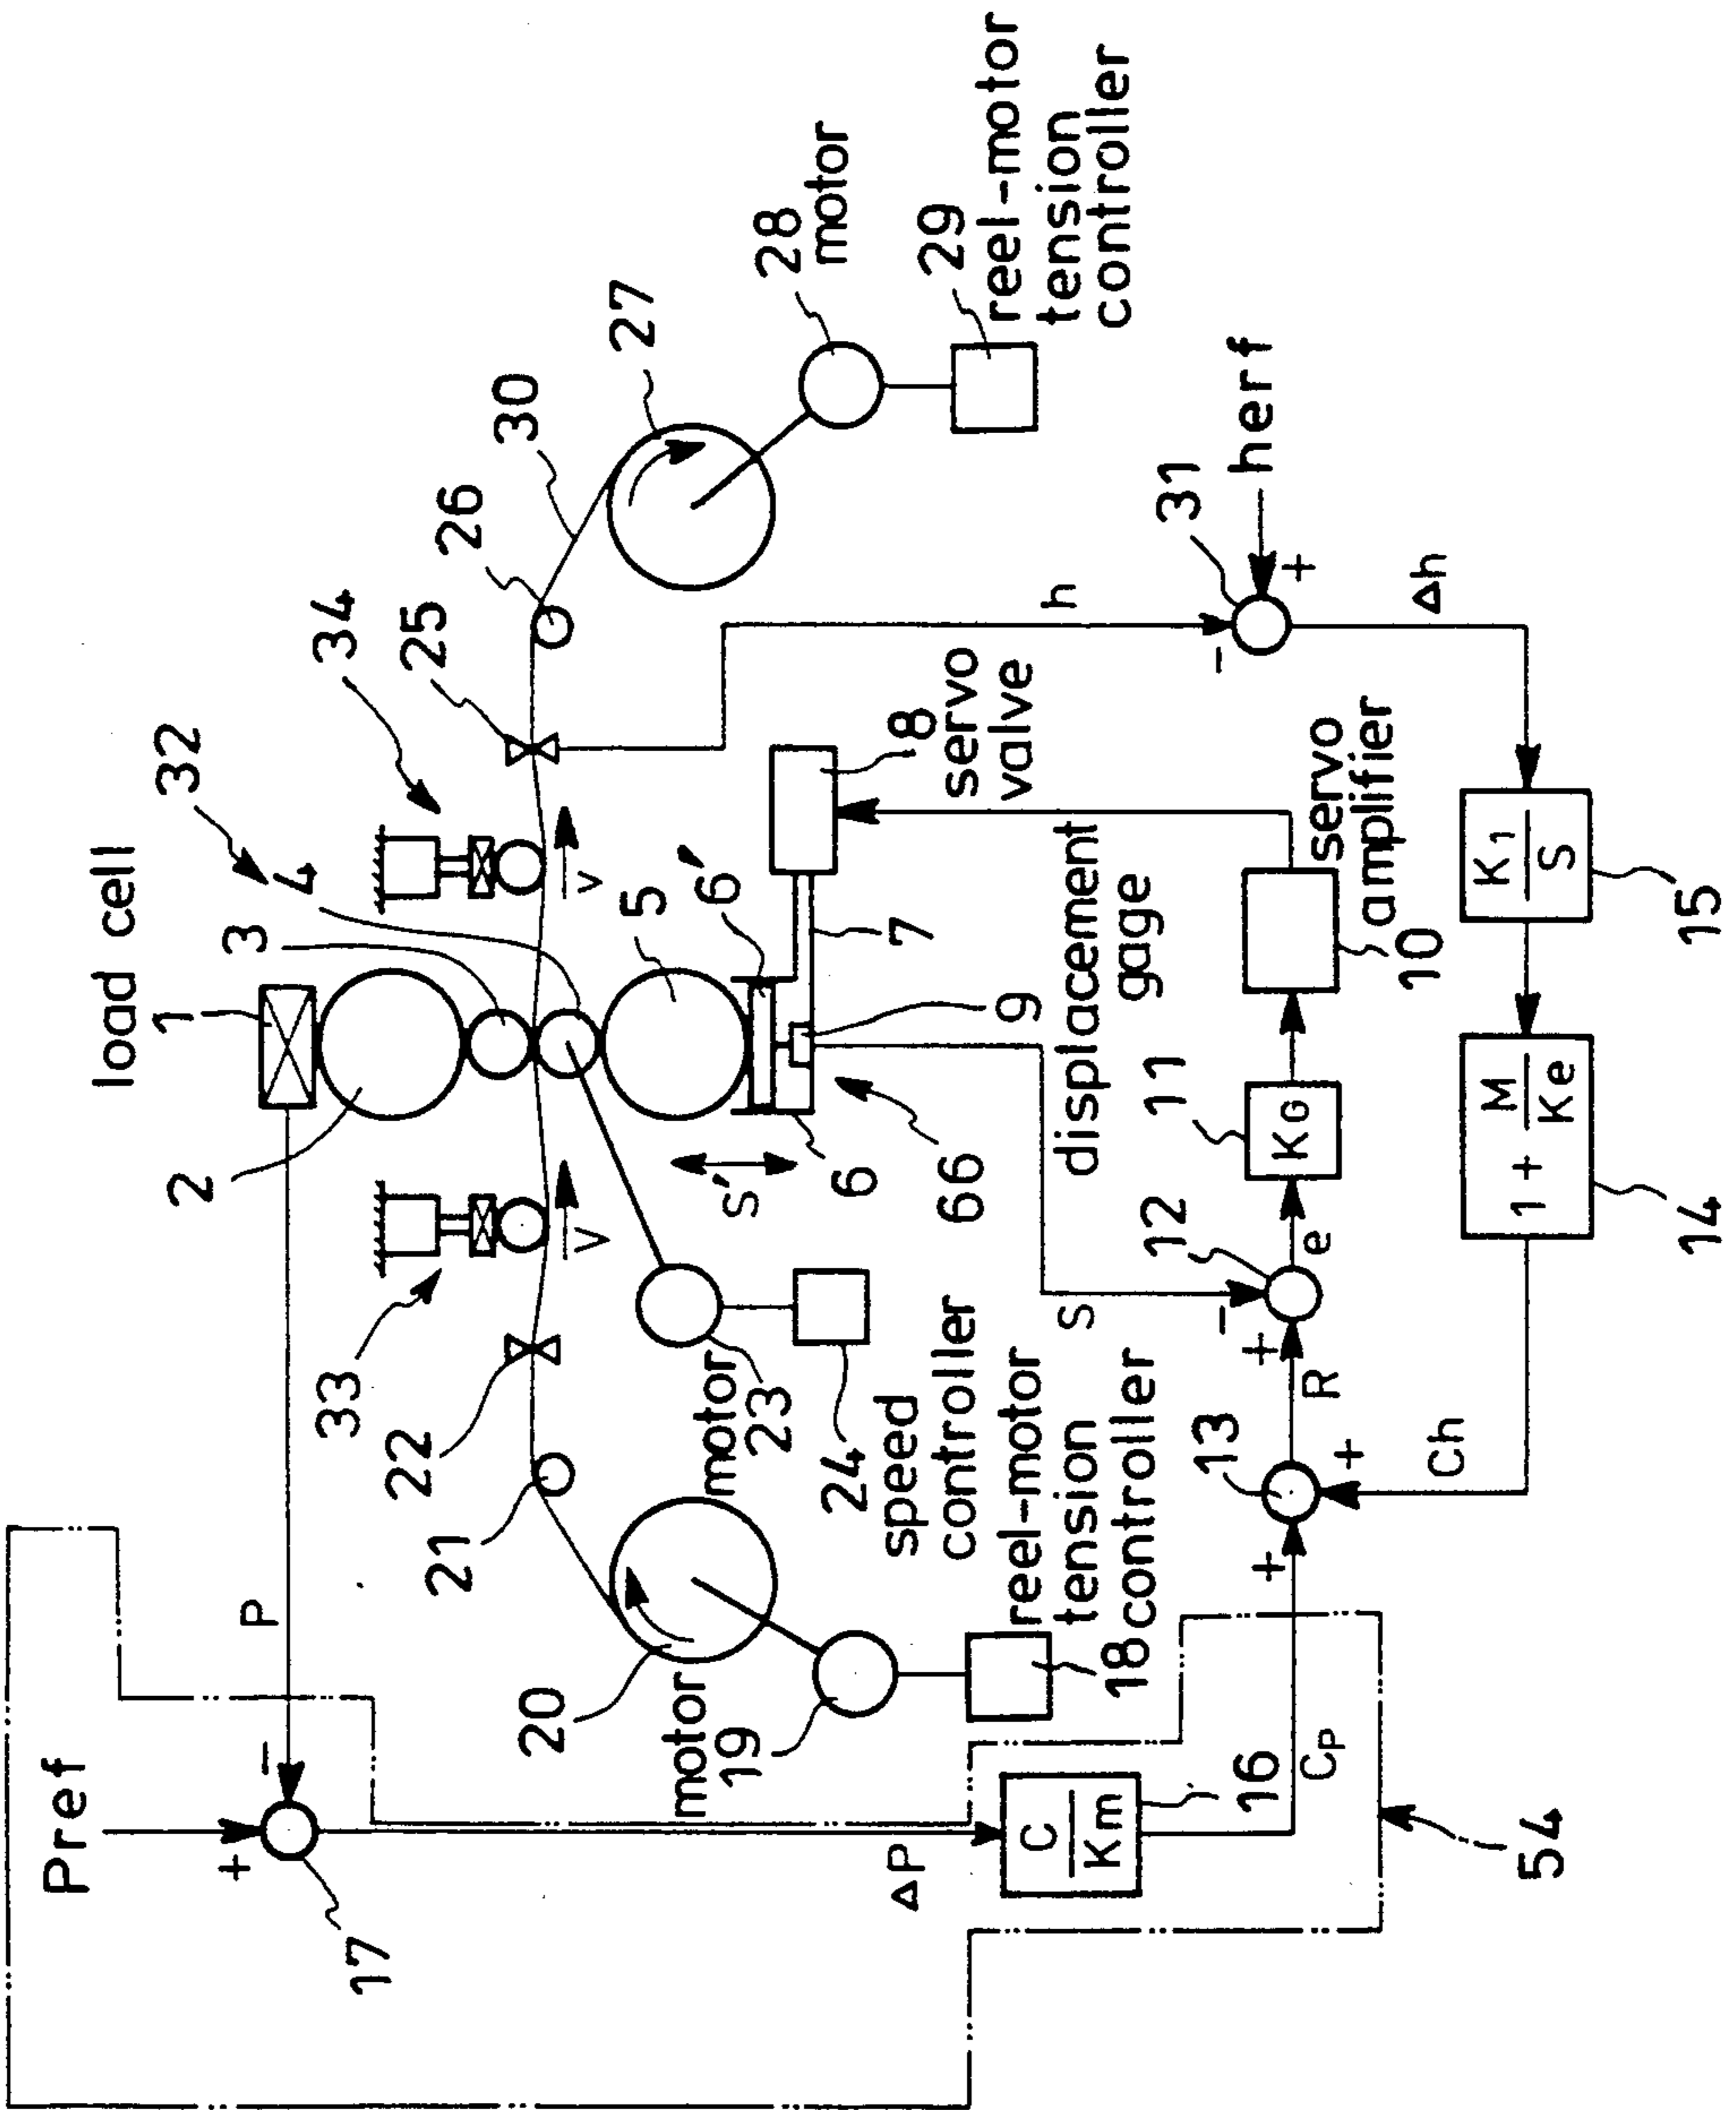 load cell
1
2
3
4
32
34
25
26
30
27
28
motor
29
reel-motor
tension
controller
33
22
21
20
motor
19
18
reel-motor
tension
controller
motor
23
24
speed
controller
v
v
5
6'
6
66
S'
7
8
servo
valve
9
displacement
gage
servo
amplifier
10
11
KG
12
e
+
-
S
R
13
+
+
Ch
Cp
16
C
Km
ΔP
54
17
Pref
+
-
P
h
-
+
31
herf
Δh
K1
S
15
1 + M
Ke
14